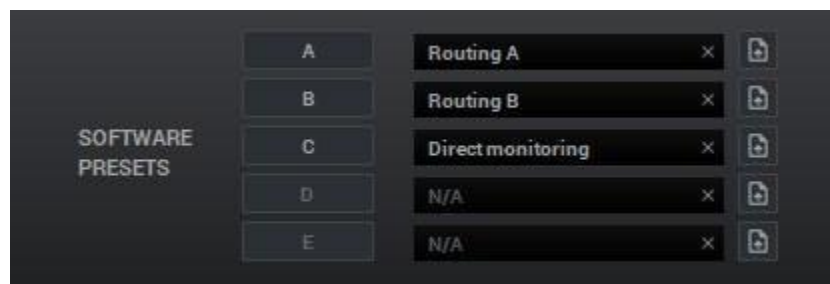 A Routing A ×
B Routing B ×
SOFTWARE PRESETS
C Direct monitoring ×
D N/A ×
E N/A ×